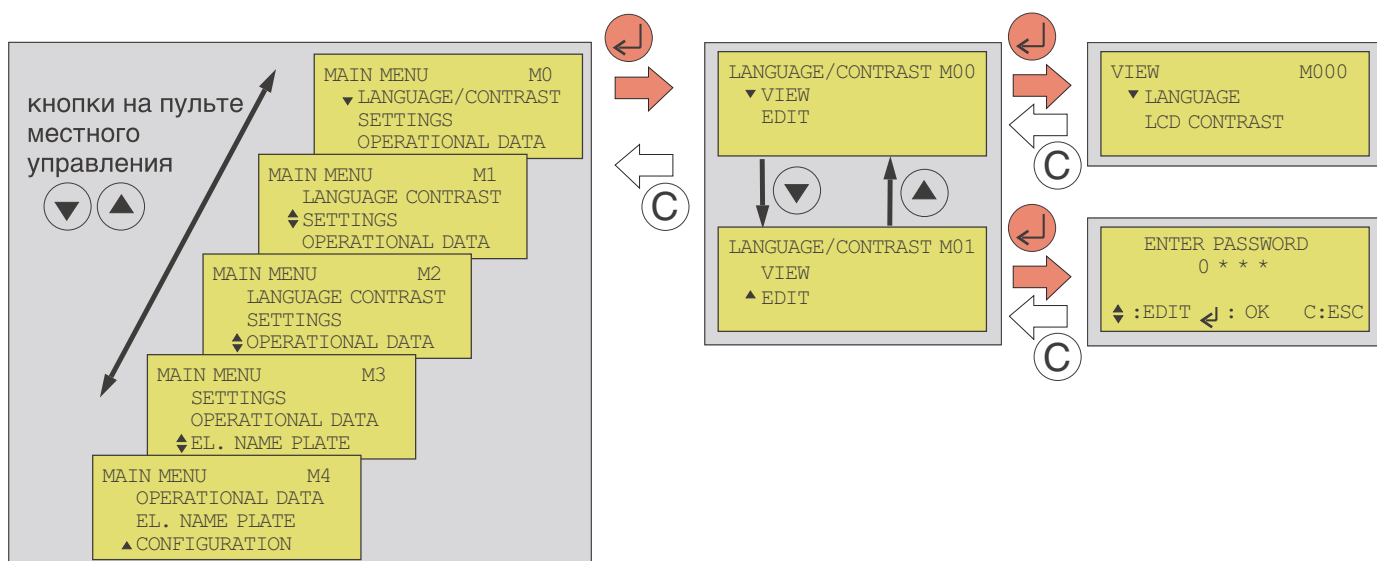 кнопки на пульте
местного
управления
MAIN MENU M0
LANGUAGE/CONTRAST
SETTINGS
OPERATIONAL DATA
MAIN MENU M1
LANGUAGE CONTRAST
SETTINGS
OPERATIONAL DATA
MAIN MENU M2
LANGUAGE CONTRAST
SETTINGS
OPERATIONAL DATA
MAIN MENU M3
SETTINGS
OPERATIONAL DATA
EL. NAME PLATE
MAIN MENU M4
OPERATIONAL DATA
EL. NAME PLATE
CONFIGURATION
C
LANGUAGE/CONTRAST M00
VIEW
EDIT
LANGUAGE/CONTRAST M01
VIEW
EDIT
C
VIEW M000
LANGUAGE
LCD CONTRAST
C
ENTER PASSWORD
0 * * *
:EDIT : OK C:ESC